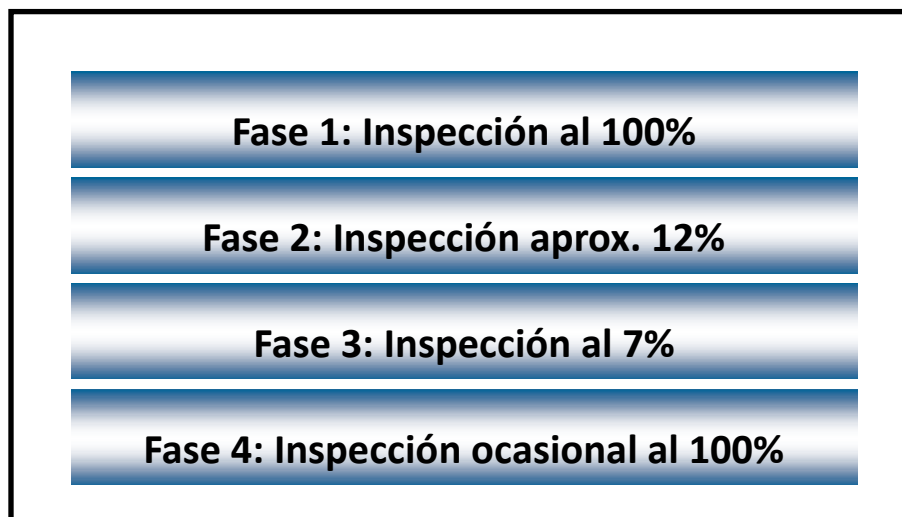 Fase 1: Inspección al 100%
Fase 2: Inspección aprox. 12%
Fase 3: Inspección al 7%
Fase 4: Inspección ocasional al 100%